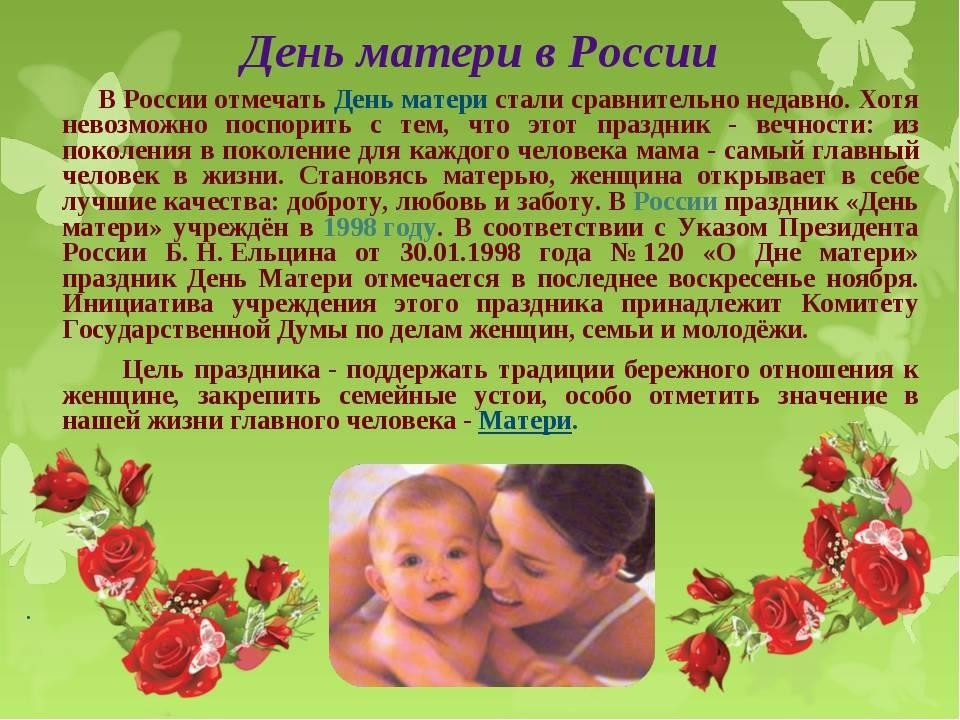 День матери в России
В России отмечать День матери стали сравнительно недавно. Хотя
невозможно поспорить с тем, что этот праздник - вечности: из
поколения в поколение для каждого человека мама - самый главный
человек в жизни. Становясь матерью, женщина открывает в себе
лучшие качества: доброту, любовь и заботу. В России праздник «День
матери» учреждён в 1998 году. В соответствии с Указом Президента
России Б. Н. Ельцина от 30.01.1998 года № 120 «О Дне матери»
праздник День Матери отмечается в последнее воскресенье ноября.
Инициатива учреждения этого праздника принадлежит Комитету
Государственной Думы по делам женщин, семьи и молодёжи.
Цель праздника - поддержать традиции бережного отношения к
женщине, закрепить семейные устои, особо отметить значение в
нашей жизни главного человека - Матери.
.